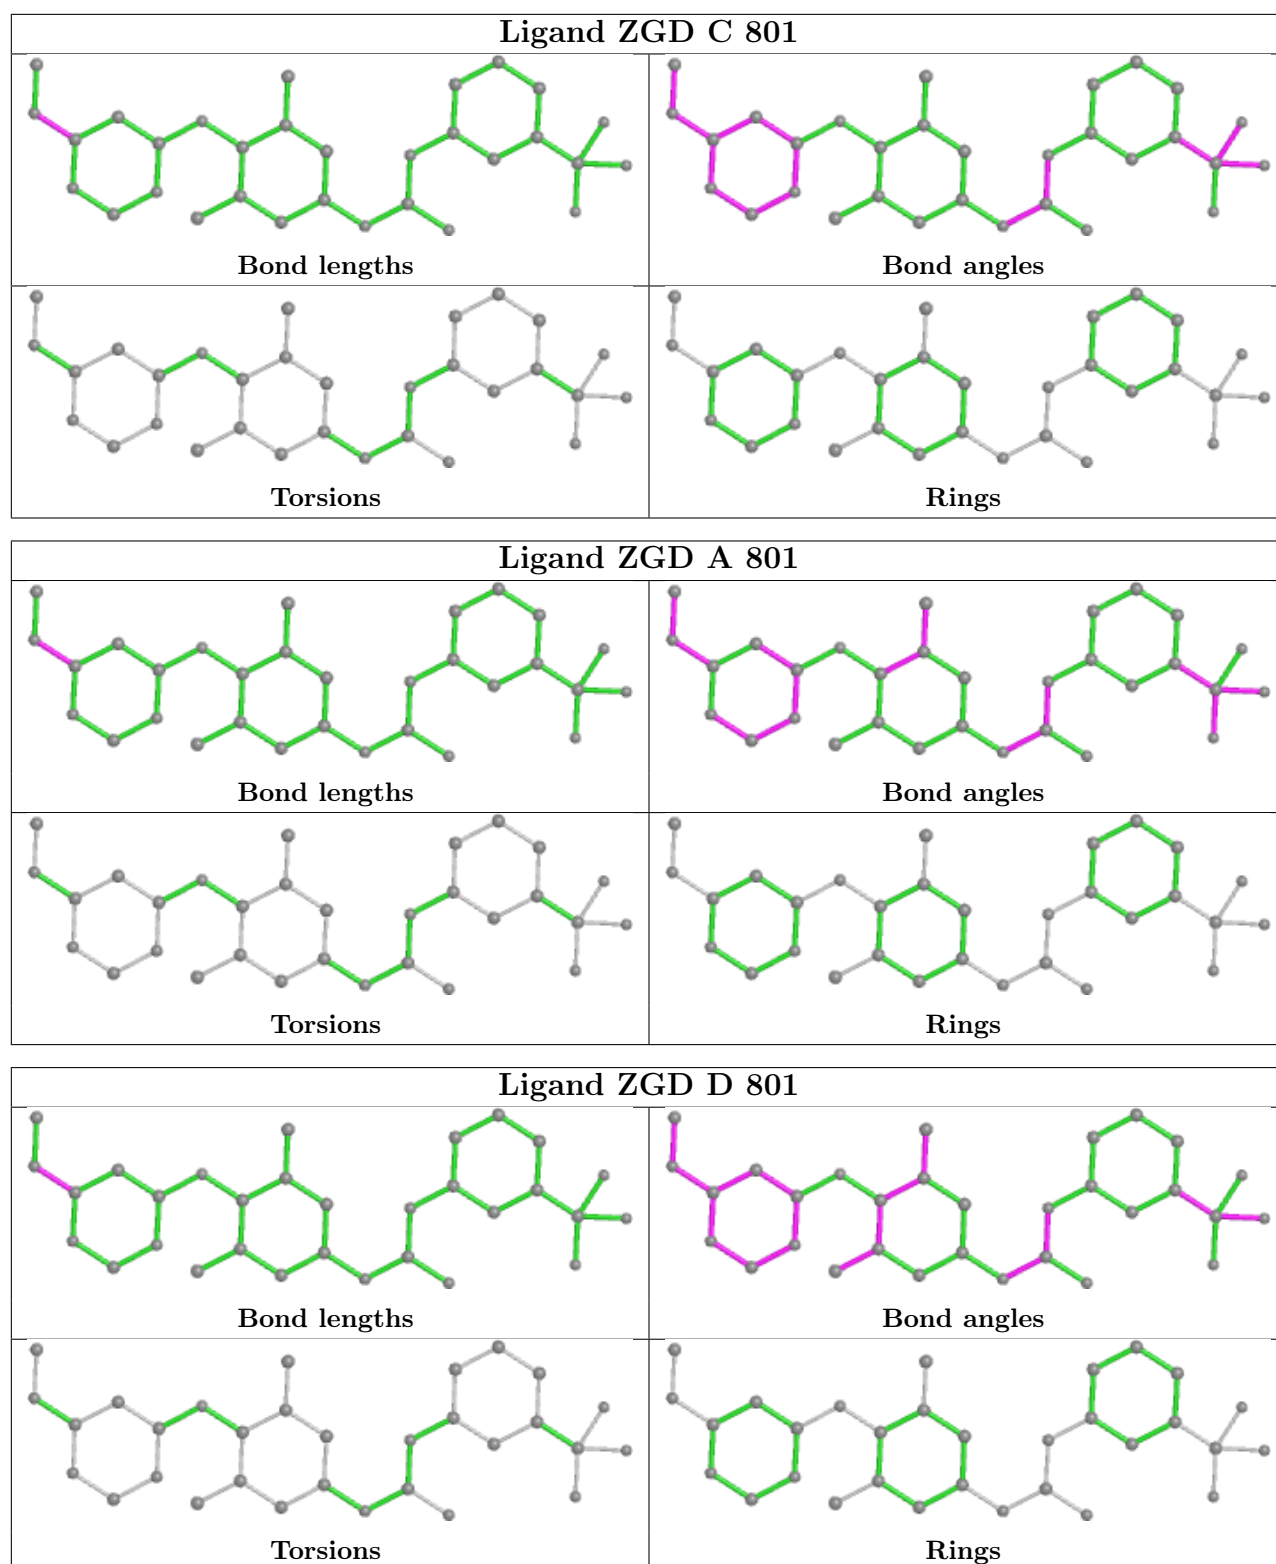 Ligand ZGD C 801
Bond lengths
Bond angles
Torsions
Rings
Ligand ZGD A 801
Bond lengths
Bond angles
Torsions
Rings
Ligand ZGD D 801
Bond lengths
Bond angles
Torsions
Rings